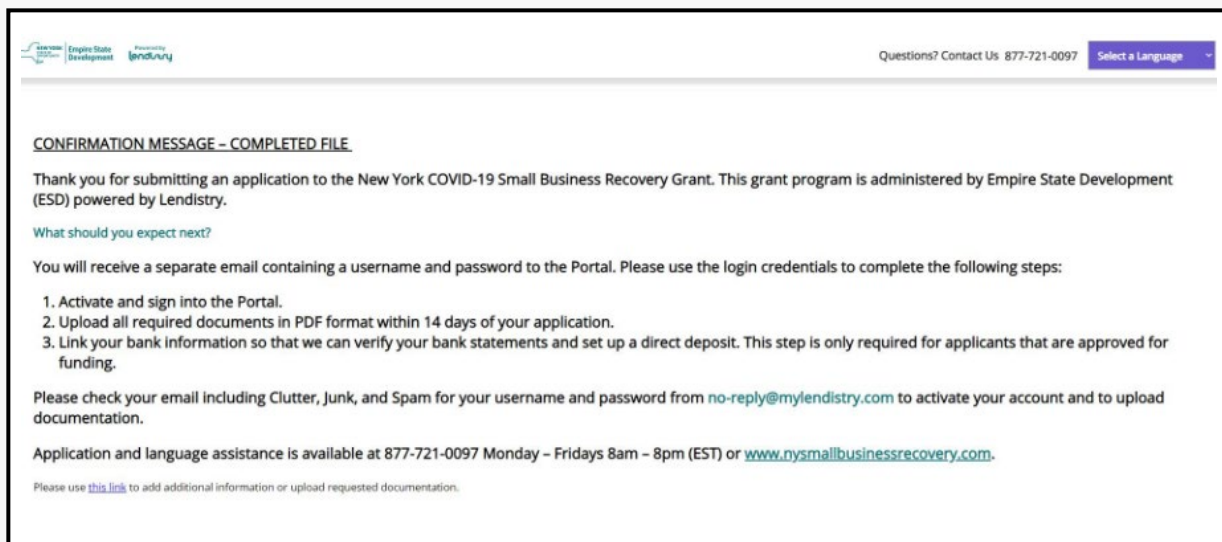 NEW YORK
Empire State
Development
Powered by
lendistry
Questions? Contact Us 877-721-0097
Select a Language
CONFIRMATION MESSAGE – COMPLETED FILE
Thank you for submitting an application to the New York COVID-19 Small Business Recovery Grant. This grant program is administered by Empire State Development
(ESD) powered by Lendistry.
What should you expect next?
You will receive a separate email containing a username and password to the Portal. Please use the login credentials to complete the following steps:
1. Activate and sign into the Portal.
2. Upload all required documents in PDF format within 14 days of your application.
3. Link your bank information so that we can verify your bank statements and set up a direct deposit. This step is only required for applicants that are approved for
funding.
Please check your email including Clutter, Junk, and Spam for your username and password from no-reply@mylendistry.com to activate your account and to upload
documentation.
Application and language assistance is available at 877-721-0097 Monday – Fridays 8am – 8pm (EST) or www.nysmallbusinessrecovery.com.
Please use this link to add additional information or upload requested documentation.